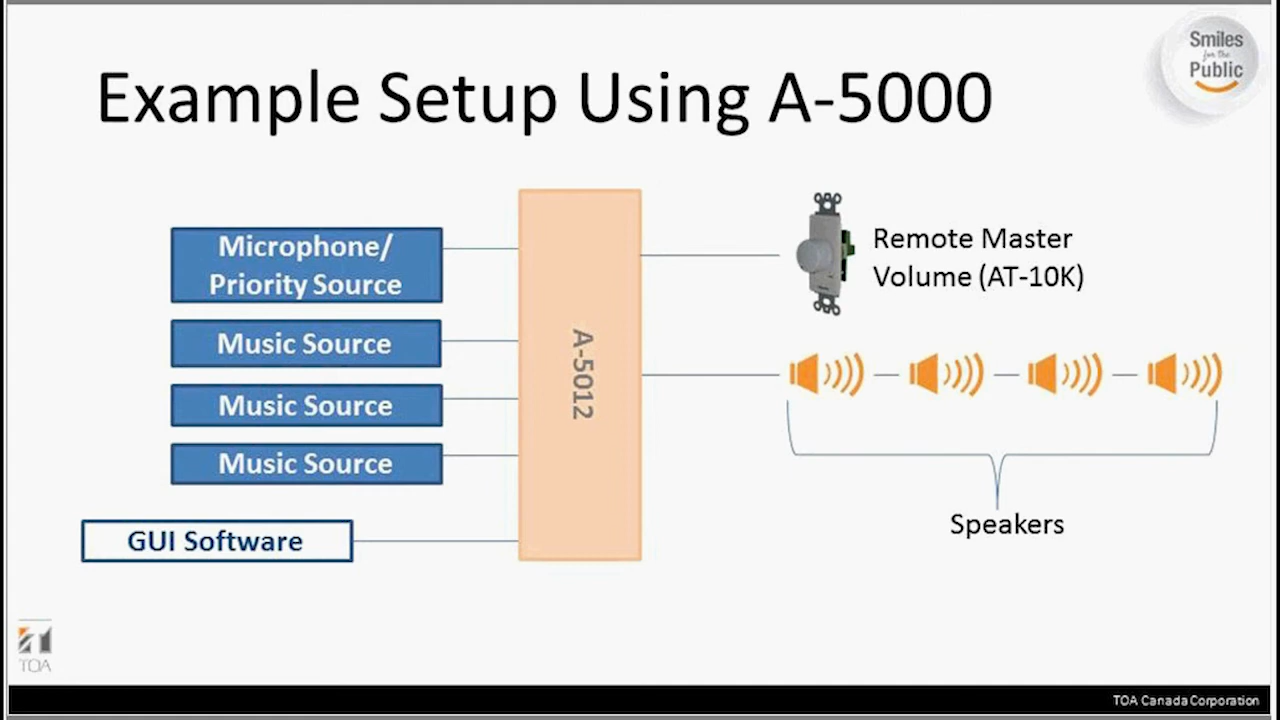 Smiles
for the
Public
Example Setup Using A-5000
Microphone/
Priority Source
Music Source
Music Source
Music Source
GUI Software
A-5012
Remote Master
Volume (AT-10K)
Speakers
TOA
TOA Canada Corporation